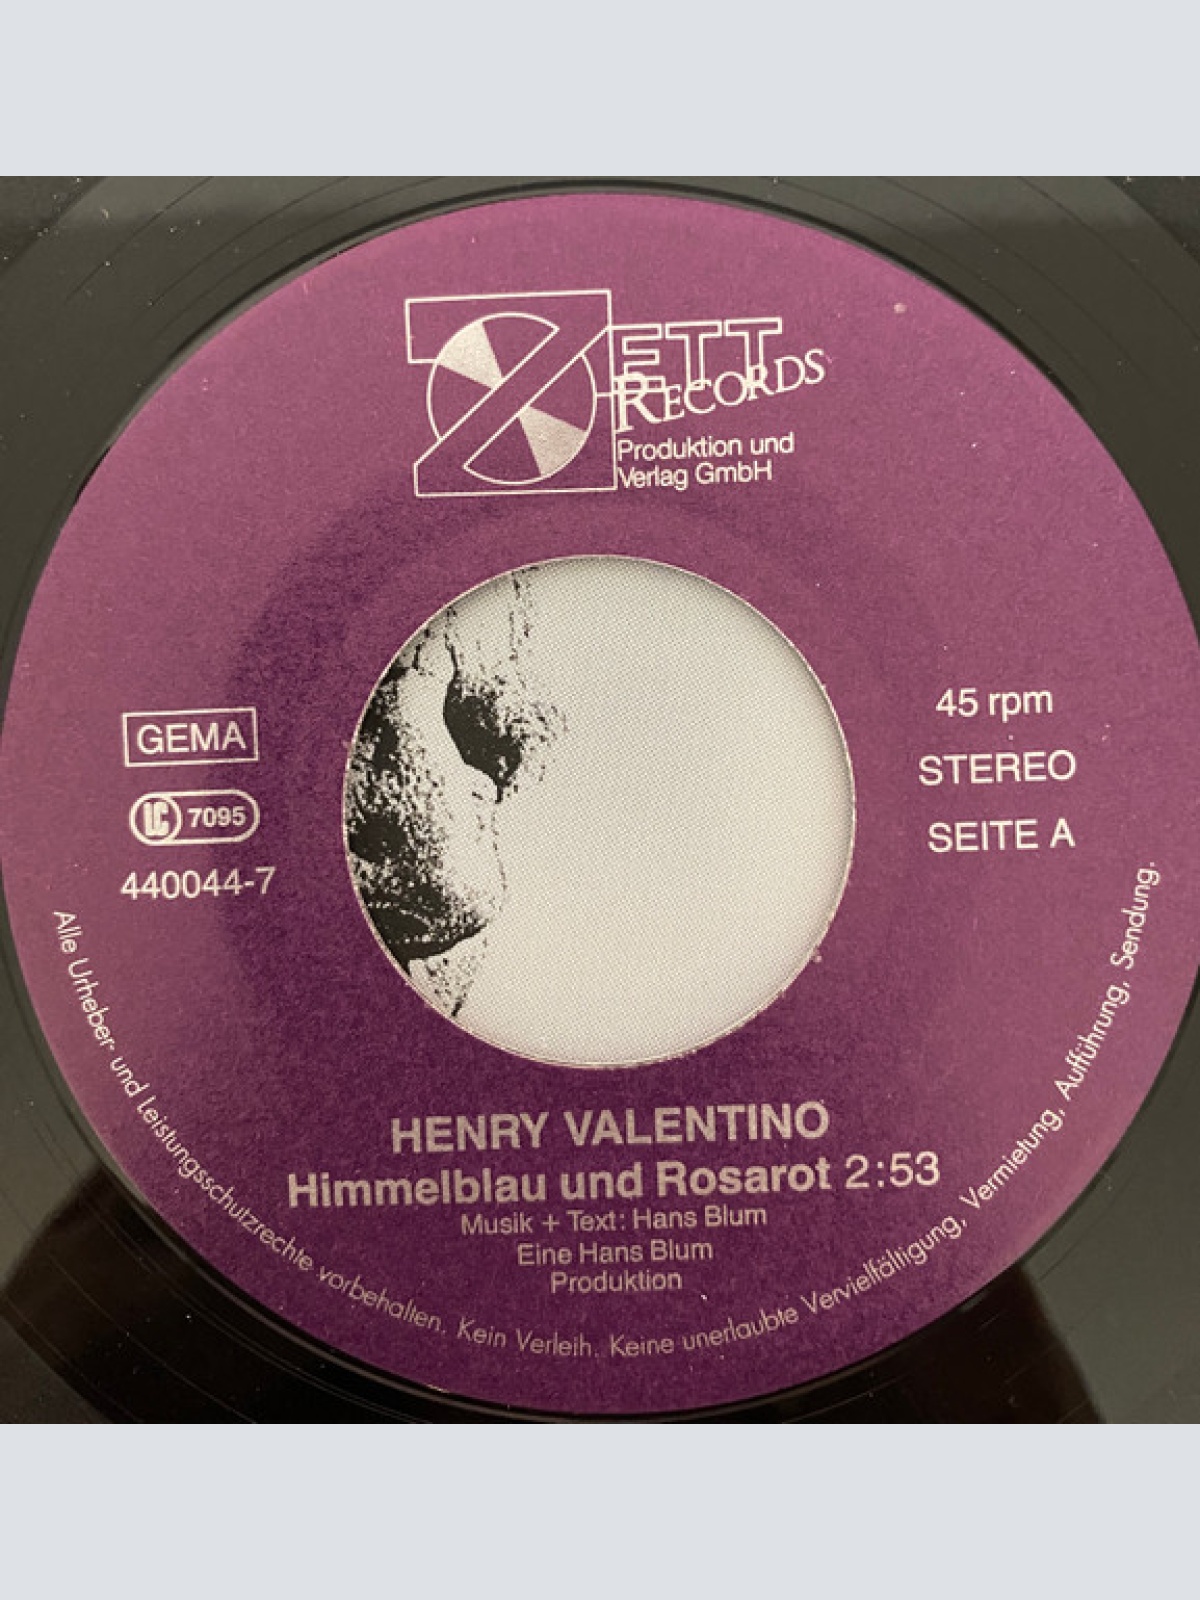 ZETT
RECORDS
Produktion und
Verlag GmbH
GEMA
LC 7095
440044-7
45 rpm
STEREO
SEITE A
HENRY VALENTINO
Himmelblau und Rosarot 2:53
Musik + Text: Hans Blum
Eine Hans Blum
Produktion
Alle Urheber- und Leistungsschutzrechte vorbehalten. Kein Verleih. Keine unerlaubte Vervielfältigung, Vermietung, Aufführung, Sendung.